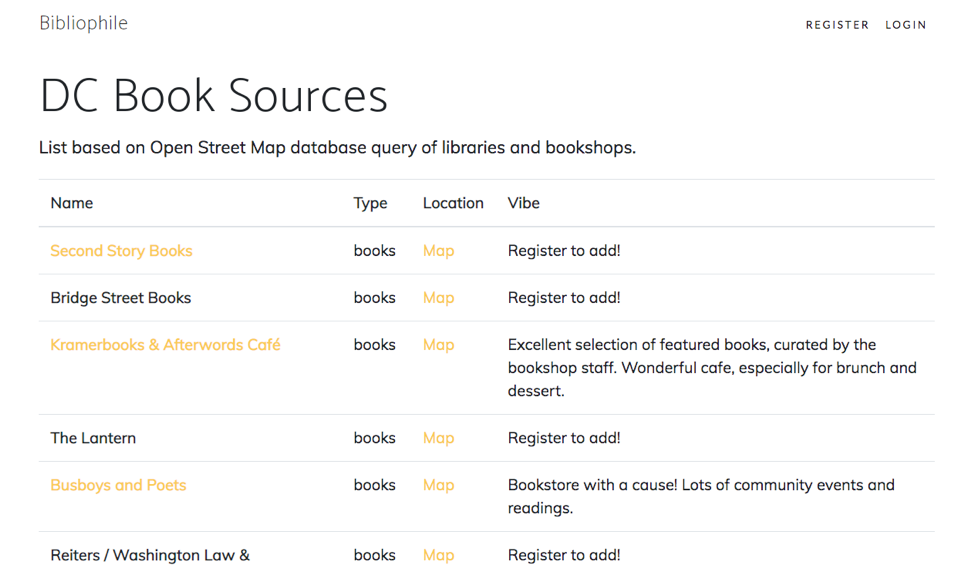 Bibliophile
REGISTER LOGIN
DC Book Sources
List based on Open Street Map database query of libraries and bookshops.
Name Type Location Vibe
Second Story Books books Map Register to add!
Bridge Street Books books Map Register to add!
Kramerbooks & Afterwords Café books Map Excellent selection of featured books, curated by the
bookshop staff. Wonderful cafe, especially for brunch and
dessert.
The Lantern books Map Register to add!
Busboys and Poets books Map Bookstore with a cause! Lots of community events and
readings.
Reiters / Washington Law & books Map Register to add!